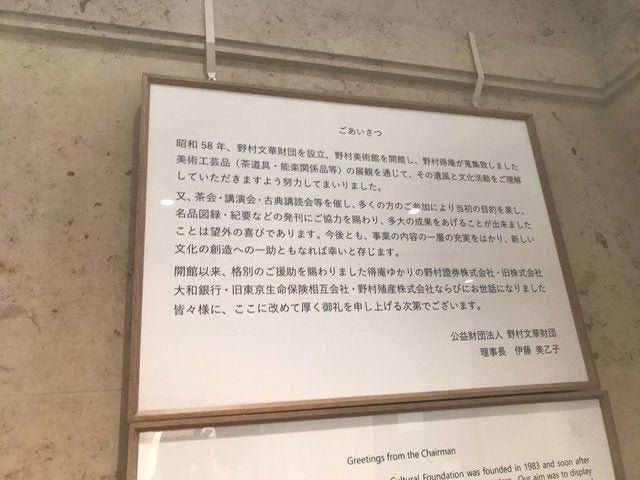 ごあいさつ
昭和58年、野村文華財団を設立、野村美術館を開館し、野村得庵が蒐集致しました
美術工芸品（茶道具・能楽関係品等）の展観を通じて、その遺風と文化活動をご理解
していただきますよう努力してまいりました。
又、茶会・講演会・古典講読会等を催し、多くの方のご参加により当初の目的を果し、
名品図録・紀要などの発刊にご協力を賜わり、多大の成果をあげることが出来ました
ことは望外の喜びであります。今後とも、事業の内容の一層の充実をはかり、新しい
文化の創造への一助ともなれば幸いと存じます。
開館以来、格別のご援助を賜わりました得庵ゆかりの野村證券株式会社・旧株式会社
大和銀行・旧東京生命保険相互会社・野村殖産株式会社ならびにお世話になりました
皆々様に、ここに改めて厚く御礼を申し上げる次第でございます。
公益財団法人 野村文華財団
理事長 伊藤 美乙子
Greetings from the Chairman
Cultural Foundation was founded in 1983 and soon after
Our aim was to display